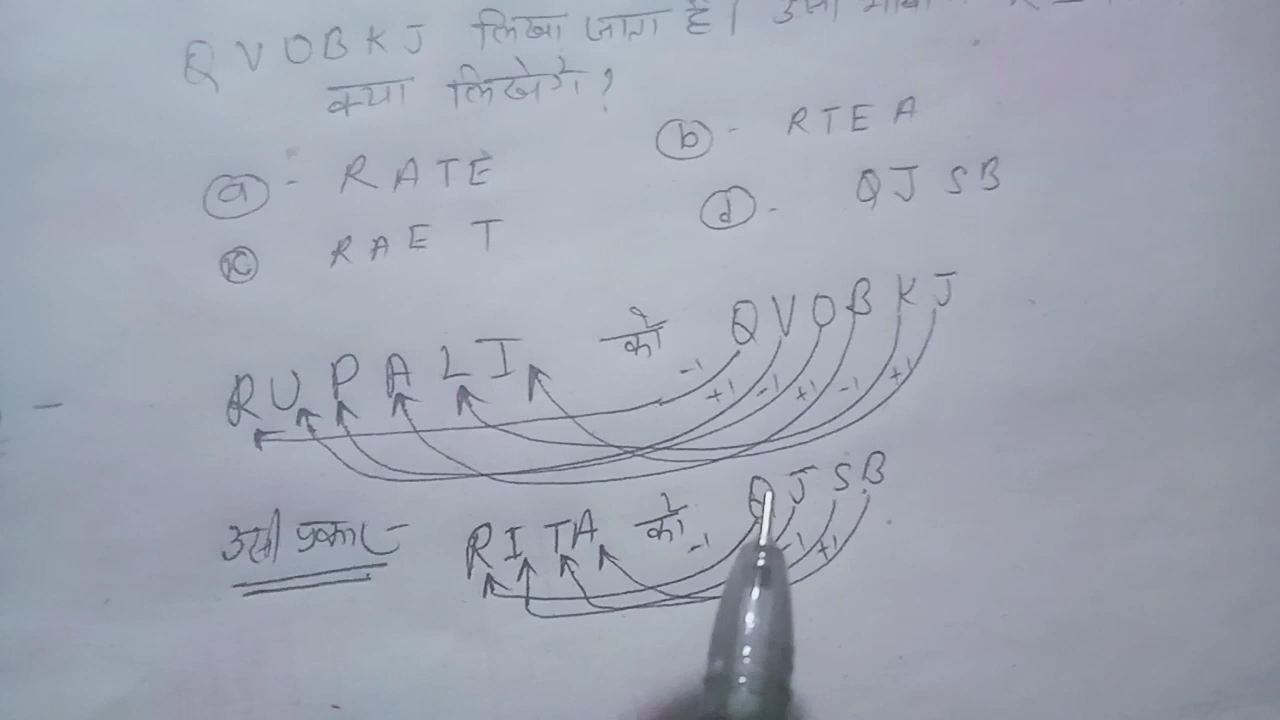 QVOBKJ लिखा जाता है। उसी
क्या लिखेंगे?
(a) - RATE
(b) - RTEA
(c) RAET
(d) - QJSB
RUPALI को QVOBKJ
-1 +1 -1 +1 -1 +1
उसी प्रकार - RITA को QJSB
-1 -1 +1